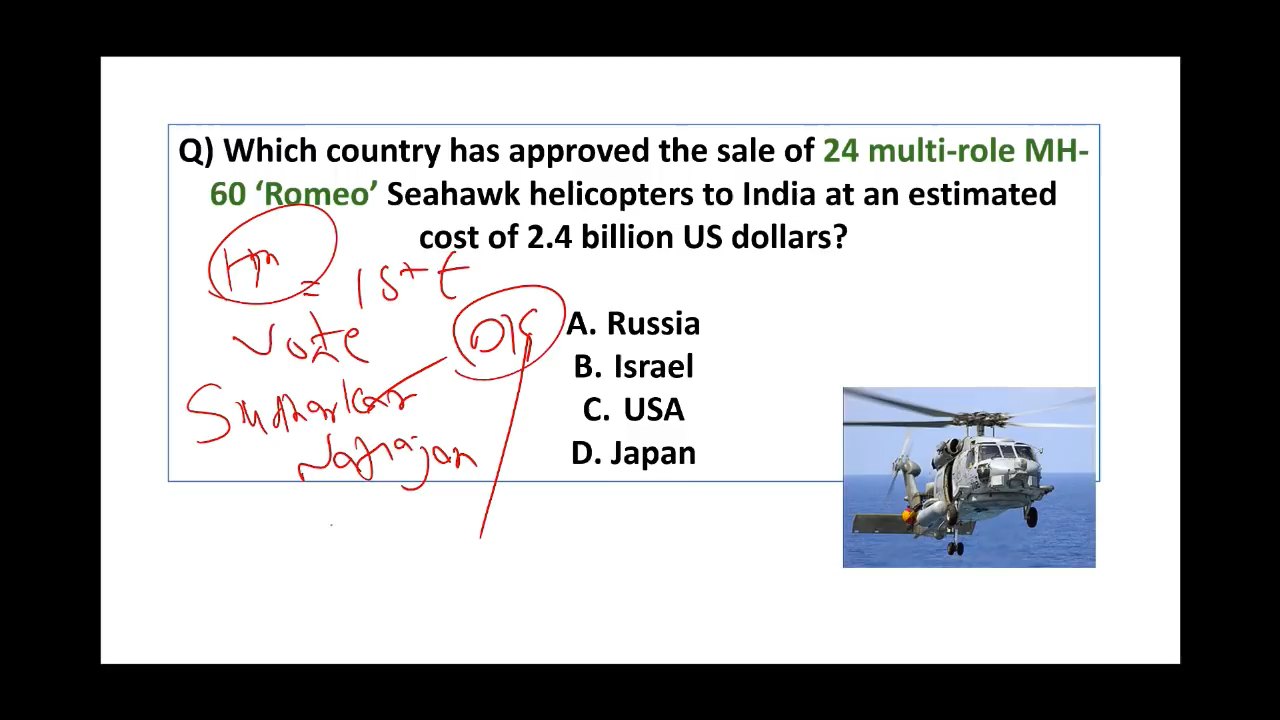 Q) Which country has approved the sale of 24 multi-role MH-
60 ‘Romeo’ Seahawk helicopters to India at an estimated
cost of 2.4 billion US dollars?
= 1st
Vote
A. Russia
B. Israel
C. USA
D. Japan